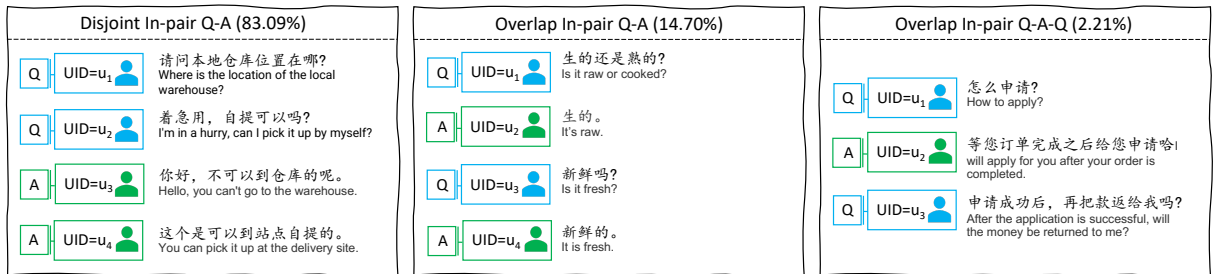 Disjoint In-pair Q-A (83.09%)
Q UID=u1 请问本地仓库位置在哪?
Where is the location of the local
warehouse?
Q UID=u2 着急用，自提可以吗?
I'm in a hurry, can I pick it up by myself?
A UID=u3 你好，不可以到仓库的呢。
Hello, you can't go to the warehouse.
A UID=u4 这个是可以到站点自提的。
You can pick it up at the delivery site.
Overlap In-pair Q-A (14.70%)
Q UID=u1 生的还是熟的?
Is it raw or cooked?
A UID=u2 生的。
It's raw.
Q UID=u3 新鲜吗?
Is it fresh?
A UID=u4 新鲜的。
It is fresh.
Overlap In-pair Q-A-Q (2.21%)
Q UID=u1 怎么申请?
How to apply?
A UID=u2 等您订单完成之后给您申请哈I
will apply for you after your order is
completed.
Q UID=u3 申请成功后，再把款返给我吗?
After the application is successful, will
the money be returned to me?